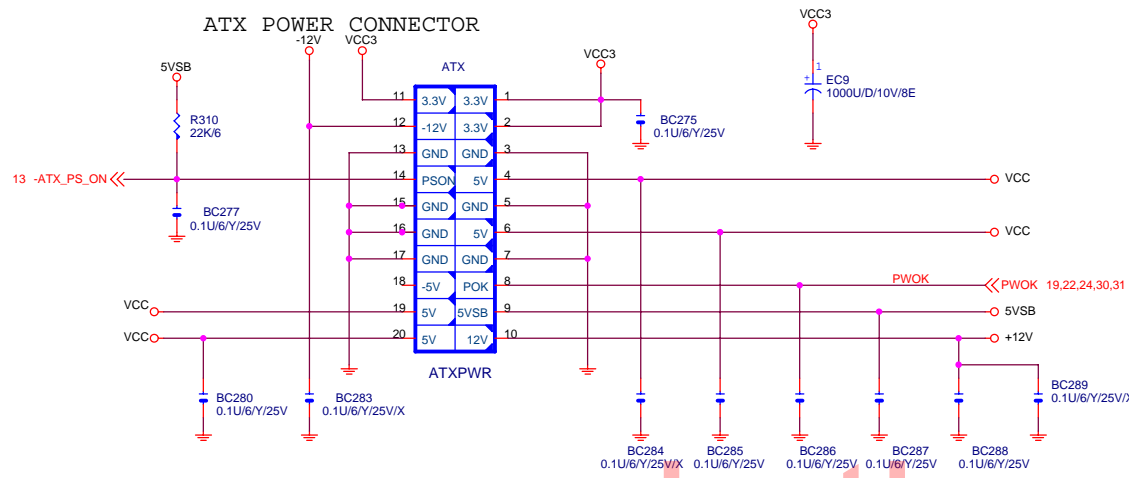 ATX POWER CONNECTOR
-12V
VCC3
VCC3
VCC3
5VSB
ATX
1
EC9
1000U/D/10V/8E
+
R310
22K/6
11 3.3V 3.3V 1
12 -12V 3.3V 2
13 GND GND 3
14 PSON 5V 4
15 GND GND 5
16 GND 5V 6
17 GND GND 7
18 -5V POK 8
19 5V 5VSB 9
20 5V 12V 10
ATXPWR
BC275
0.1U/6/Y/25V
13 -ATX_PS_ON
BC277
0.1U/6/Y/25V
VCC
VCC
PWOK
PWOK 19,22,24,30,31
5VSB
+12V
VCC
VCC
BC280
0.1U/6/Y/25V
BC283
0.1U/6/Y/25V/X
BC289
0.1U/6/Y/25V/
BC284
0.1U/6/Y/25V/X
BC285
0.1U/6/Y/25V
BC286
0.1U/6/Y/25V
BC287
0.1U/6/Y/25V
BC288
0.1U/6/Y/25V